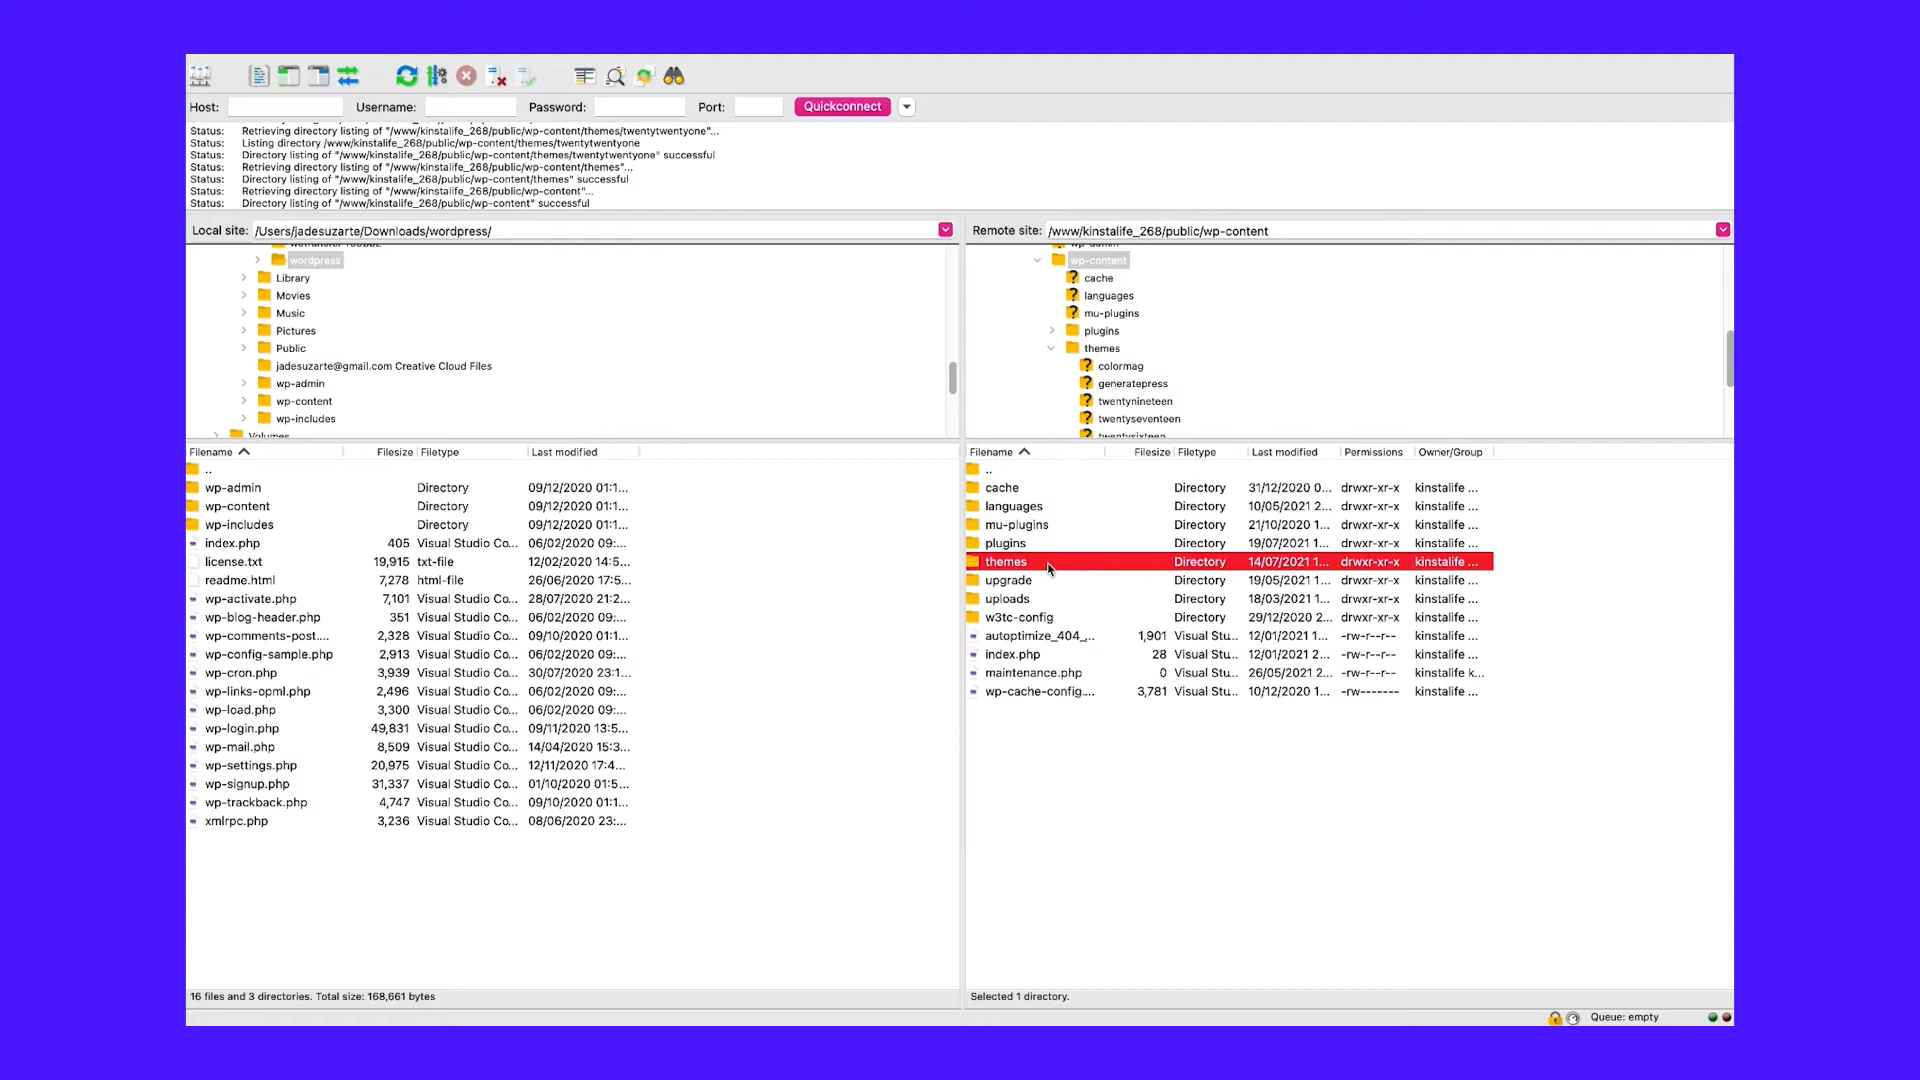 Host: Username: Password: Port: Quickconnect
Status: Retrieving directory listing of "/www/kinstalife_268/public/wp-content/themes/twentytwentyone"...
Status: Listing directory /www/kinstalife_268/public/wp-content/themes/twentytwentyone
Status: Directory listing of "/www/kinstalife_268/public/wp-content/themes/twentytwentyone" successful
Status: Retrieving directory listing of "/www/kinstalife_268/public/wp-content/themes"...
Status: Directory listing of "/www/kinstalife_268/public/wp-content/themes" successful
Status: Retrieving directory listing of "/www/kinstalife_268/public/wp-content"...
Status: Directory listing of "/www/kinstalife_268/public/wp-content" successful
Local site: /Users/jadesuzarte/Downloads/wordpress/
wordpress
Library
Movies
Music
Pictures
Public
jadesuzarte@gmail.com Creative Cloud Files
wp-admin
wp-content
wp-includes
Volumes
Filename Filesize Filetype Last modified
..
wp-admin Directory 09/12/2020 01:1...
wp-content Directory 09/12/2020 01:1...
wp-includes Directory 09/12/2020 01:1...
index.php 405 Visual Studio Co... 06/02/2020 09:...
license.txt 19,915 txt-file 12/02/2020 14:5...
readme.html 7,278 html-file 26/06/2020 17:5...
wp-activate.php 7,101 Visual Studio Co... 28/07/2020 21:2...
wp-blog-header.php 351 Visual Studio Co... 06/02/2020 09:...
wp-comments-post.... 2,328 Visual Studio Co... 09/10/2020 01:1...
wp-config-sample.php 2,913 Visual Studio Co... 06/02/2020 09:...
wp-cron.php 3,939 Visual Studio Co... 30/07/2020 23:1...
wp-links-opml.php 2,496 Visual Studio Co... 06/02/2020 09:...
wp-load.php 3,300 Visual Studio Co... 06/02/2020 09:...
wp-login.php 49,831 Visual Studio Co... 09/11/2020 13:5...
wp-mail.php 8,509 Visual Studio Co... 14/04/2020 15:3...
wp-settings.php 20,975 Visual Studio Co... 12/11/2020 17:4...
wp-signup.php 31,337 Visual Studio Co... 01/10/2020 01:5...
wp-trackback.php 4,747 Visual Studio Co... 09/10/2020 01:1...
xmlrpc.php 3,236 Visual Studio Co... 08/06/2020 23:...
16 files and 3 directories. Total size: 168,661 bytes
Remote site: /www/kinstalife_268/public/wp-content
wp-admin
wp-content
cache
languages
mu-plugins
plugins
themes
colormag
generatepress
twentynineteen
twentyseventeen
twentysixteen
Filename Filesize Filetype Last modified Permissions Owner/Group
..
cache Directory 31/12/2020 0... drwxr-xr-x kinstalife ...
languages Directory 10/05/2021 2... drwxr-xr-x kinstalife ...
mu-plugins Directory 21/10/2020 1... drwxr-xr-x kinstalife ...
plugins Directory 19/07/2021 1... drwxr-xr-x kinstalife ...
themes Directory 14/07/2021 1... drwxr-xr-x kinstalife ...
upgrade Directory 19/05/2021 1... drwxr-xr-x kinstalife ...
uploads Directory 18/03/2021 1... drwxr-xr-x kinstalife ...
w3tc-config Directory 29/12/2020 2... drwxr-xr-x kinstalife ...
autoptimize_404_... 1,901 Visual Stu... 12/01/2021 1... -rw-r--r-- kinstalife ...
index.php 28 Visual Stu... 12/01/2021 2... -rw-r--r-- kinstalife ...
maintenance.php 0 Visual Stu... 26/05/2021 2... -rw-r--r-- kinstalife k...
wp-cache-config.... 3,781 Visual Stu... 10/12/2020 1... -rw------- kinstalife ...
Selected 1 directory.
Queue: empty